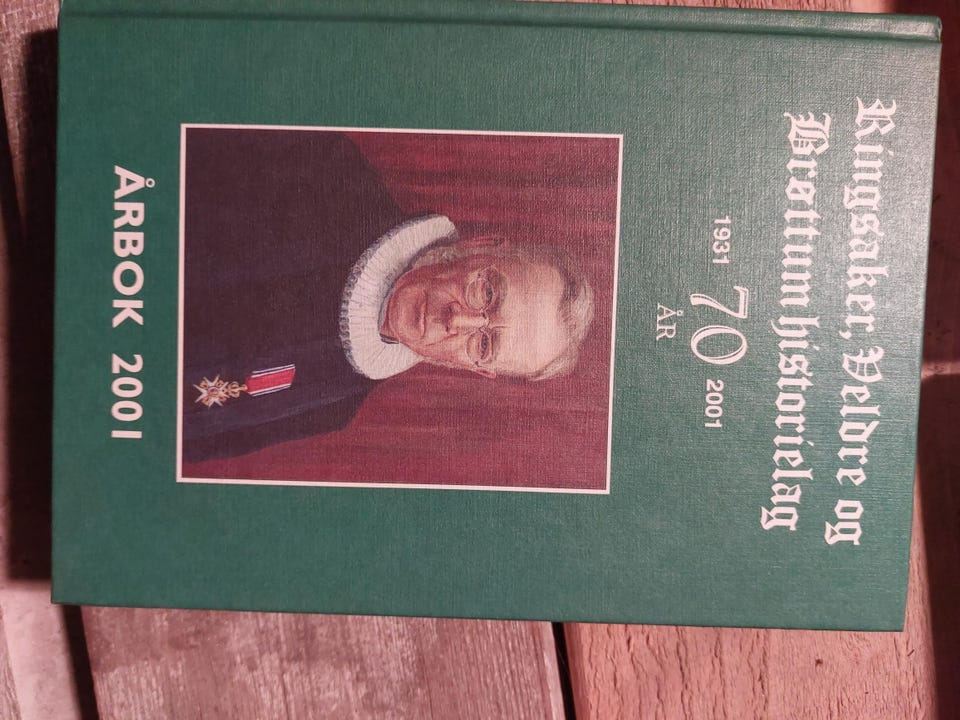 Ringsaker, Veldre og
Brøttum historielag
1931 70 2001
ÅR
ÅRBOK 2001